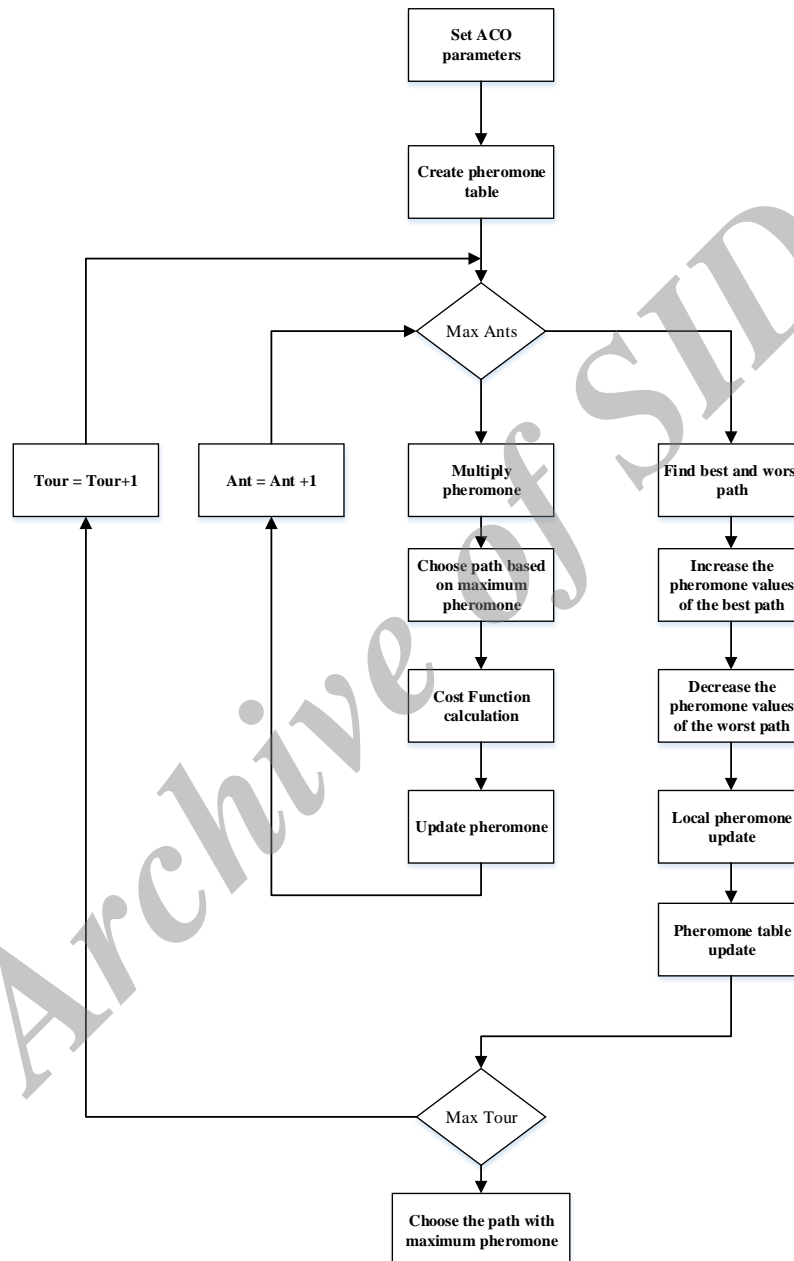 Set ACO
parameters
Create pheromone
table
Max Ants
Tour = Tour+1
Ant = Ant +1
Multiply
pheromone
Find best and wors
path
Choose path based
on maximum
pheromone
Increase the
pheromone values
of the best path
Cost Function
calculation
Decrease the
pheromone values
of the worst path
Update pheromone
Local pheromone
update
Pheromone table
update
Max Tour
Choose the path with
maximum pheromone
Archive of SID